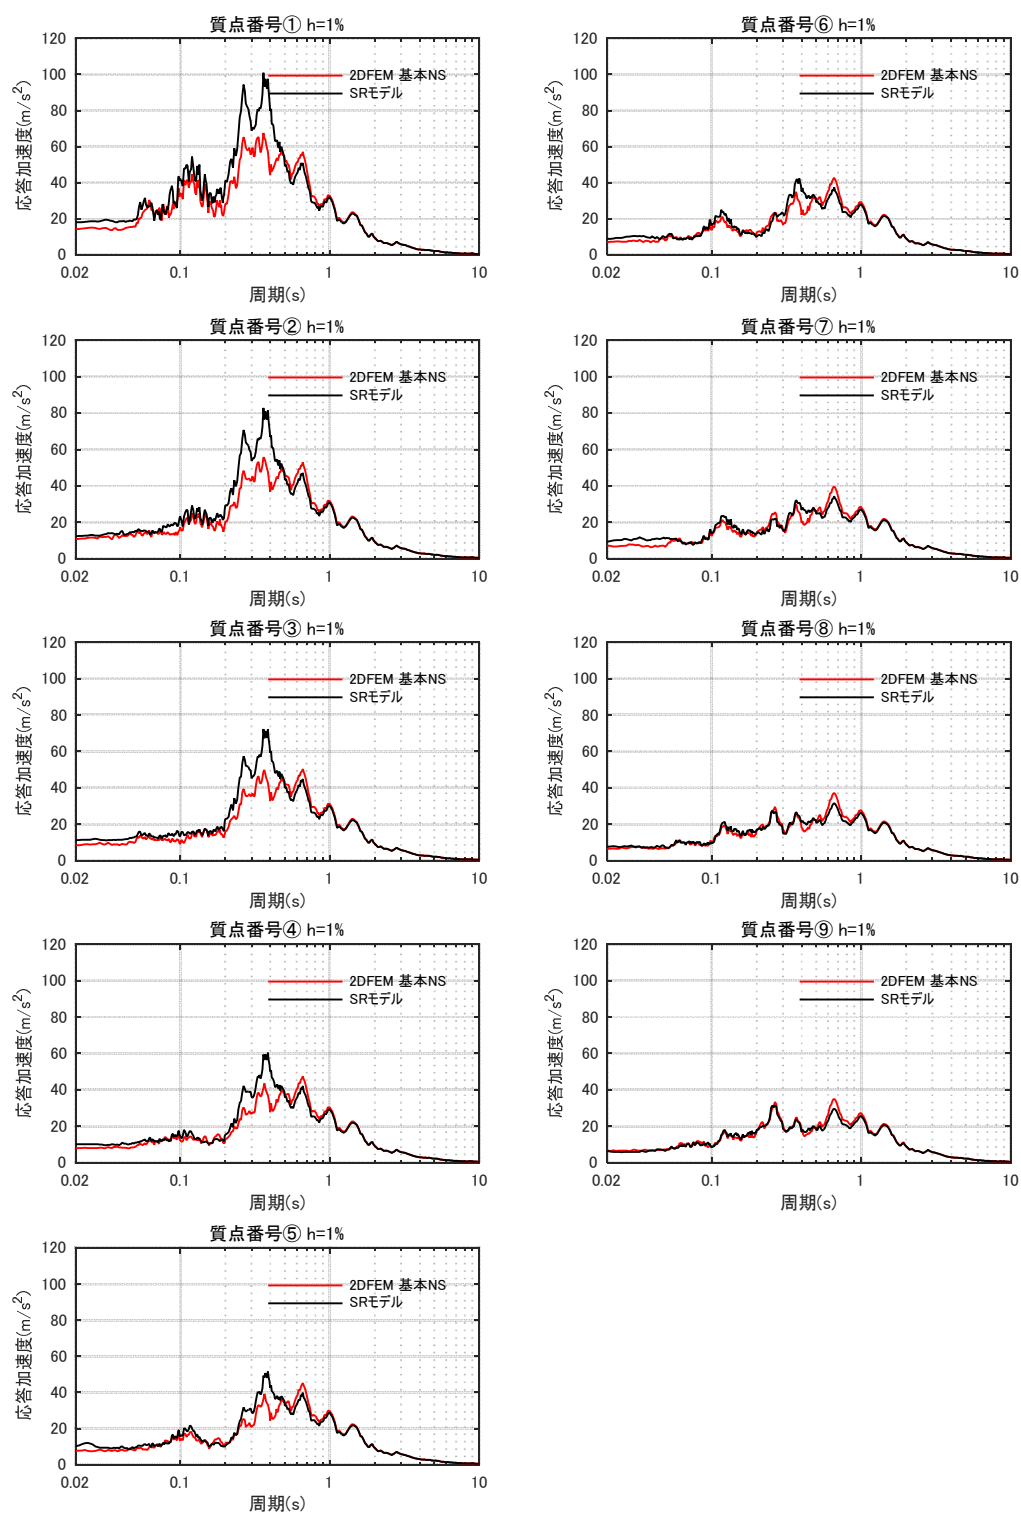 質点番号① h=1%
120
100
80
60
40
20
0
応答加速度(m/s²)
2DFEM 基本NS
SRモデル
0.02
0.1
1
10
周期(s)
質点番号② h=1%
120
100
80
60
40
20
0
応答加速度(m/s²)
2DFEM 基本NS
SRモデル
0.02
0.1
1
10
周期(s)
質点番号③ h=1%
120
100
80
60
40
20
0
応答加速度(m/s²)
2DFEM 基本NS
SRモデル
0.02
0.1
1
10
周期(s)
質点番号④ h=1%
120
100
80
60
40
20
0
応答加速度(m/s²)
2DFEM 基本NS
SRモデル
0.02
0.1
1
10
周期(s)
質点番号⑤ h=1%
120
100
80
60
40
20
0
応答加速度(m/s²)
2DFEM 基本NS
SRモデル
0.02
0.1
1
10
周期(s)
質点番号⑥ h=1%
120
100
80
60
40
20
0
応答加速度(m/s²)
2DFEM 基本NS
SRモデル
0.02
0.1
1
10
周期(s)
質点番号⑦ h=1%
120
100
80
60
40
20
0
応答加速度(m/s²)
2DFEM 基本NS
SRモデル
0.02
0.1
1
10
周期(s)
質点番号⑧ h=1%
120
100
80
60
40
20
0
応答加速度(m/s²)
2DFEM 基本NS
SRモデル
0.02
0.1
1
10
周期(s)
質点番号⑨ h=1%
120
100
80
60
40
20
0
応答加速度(m/s²)
2DFEM 基本NS
SRモデル
0.02
0.1
1
10
周期(s)